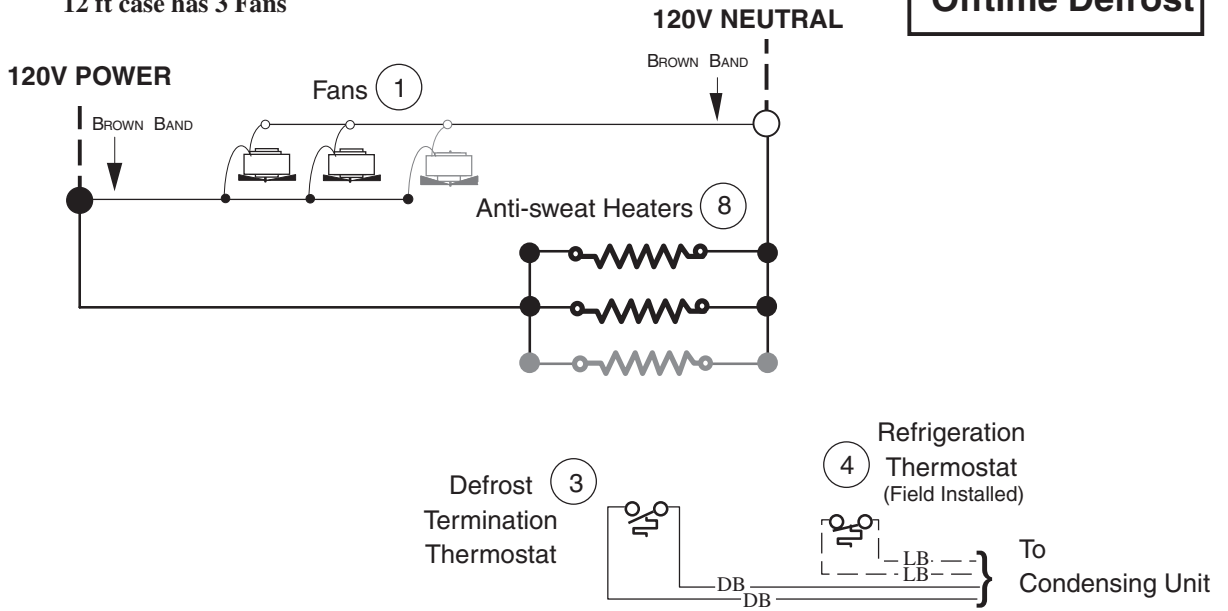 12 ft case has 3 Fans
Offtime Defrost
120V NEUTRAL
BROWN BAND
120V POWER
Fans 1
BROWN BAND
Anti-sweat Heaters 8
Refrigeration
4 Thermostat
(Field Installed)
Defrost 3
Termination
Thermostat
To
Condensing Unit
LB
LB
DB
DB